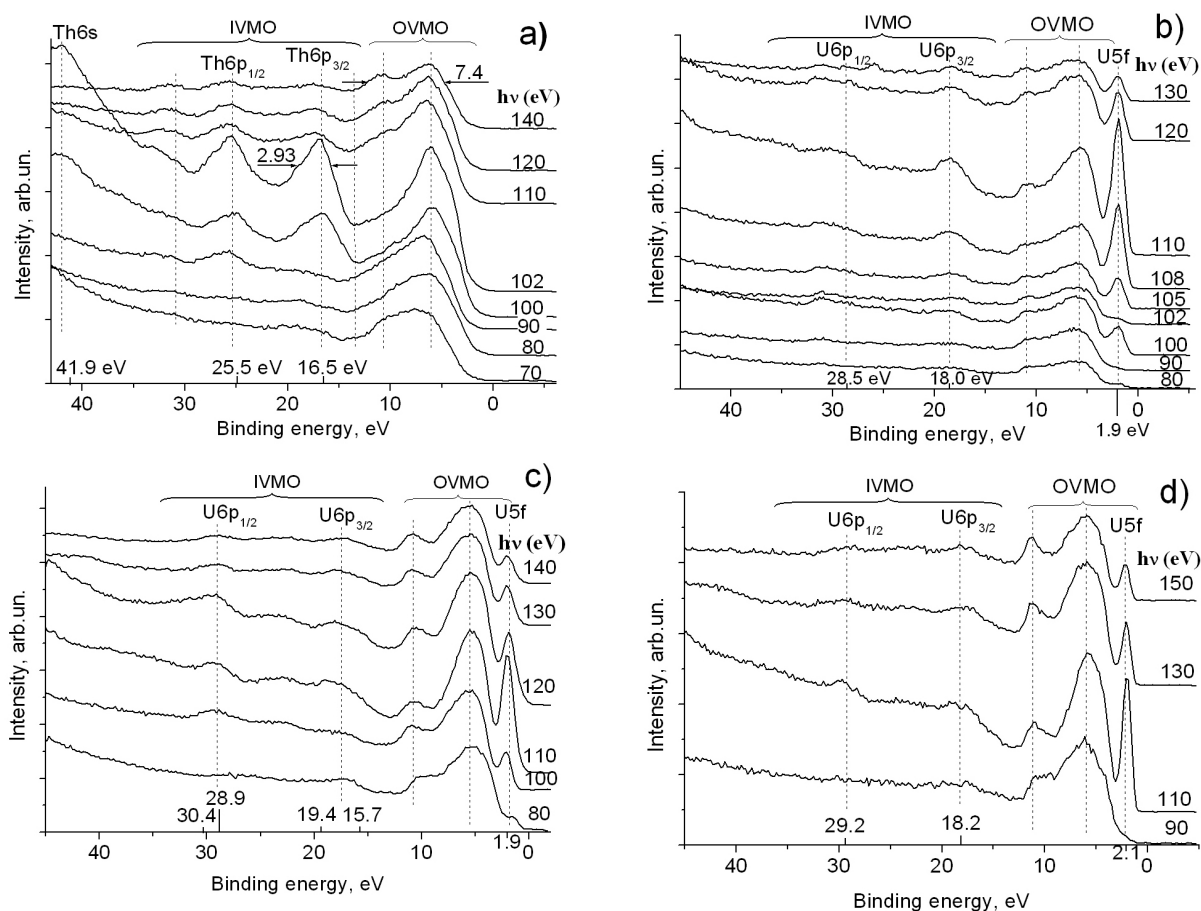 a)
IVMO OVMO
Th6s
Th6p1/2 Th6p3/2
7.4
2.93
hν (eV)
140
120
110
102
100
90
80
70
41.9 eV 25.5 eV 16.5 eV
40 30 20 10 0
Binding energy, eV
Intensity, arb.un.
b)
IVMO OVMO
U6p1/2 U6p3/2 U5f
hν (eV)
130
120
110
108
105
102
100
90
80
28.5 eV 18.0 eV
40 30 20 10 0
1.9 eV
Binding energy, eV
Intensity, arb.un.
c)
IVMO OVMO
U6p1/2 U6p3/2 U5f
hν (eV)
140
130
120
110
100
80
28.9
30.4 19.4 15.7
1.9
40 30 20 10 0
Binding energy, eV
Intensity, arb.un.
d)
IVMO OVMO
U6p1/2 U6p3/2 U5f
hν (eV)
150
130
110
90
29.2 18.2
2.1
40 30 20 10 0
Binding energy, eV
Intensity, arb.un.